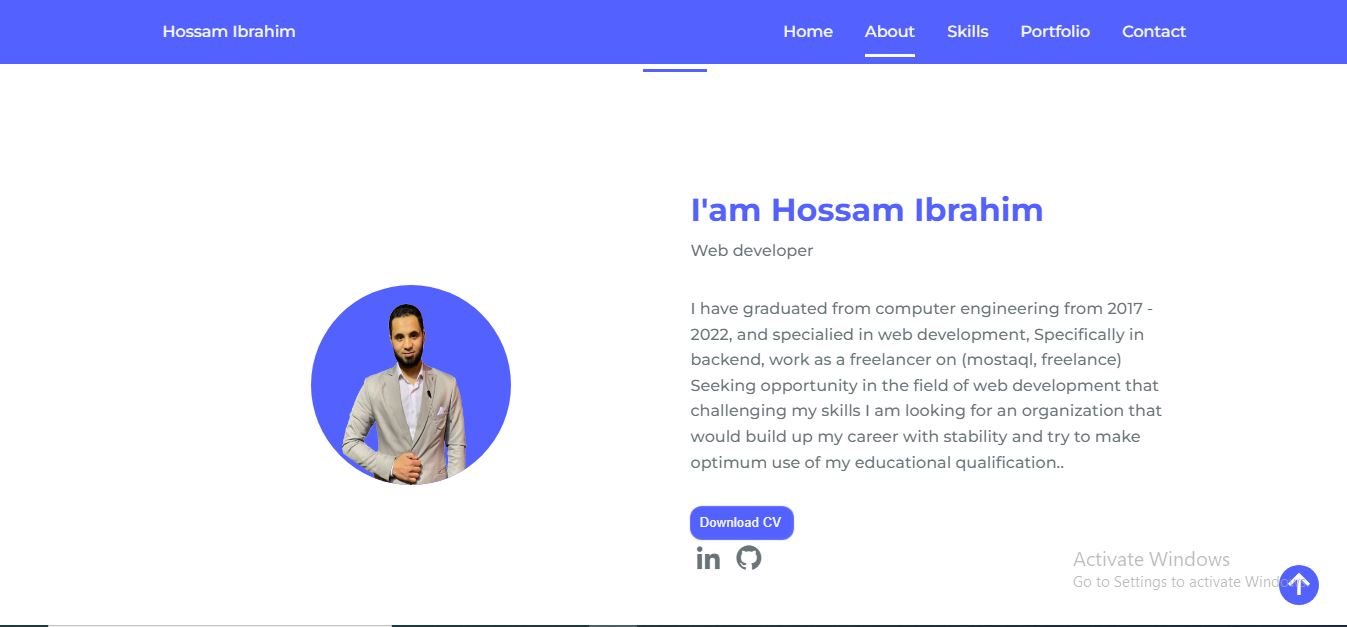 Hossam Ibrahim
Home
About
Skills
Portfolio
Contact
I'am Hossam Ibrahim
Web developer
I have graduated from computer engineering from 2017 -
2022, and specialied in web development, Specifically in
backend, work as a freelancer on (mostaql, freelance)
Seeking opportunity in the field of web development that
challenging my skills I am looking for an organization that
would build up my career with stability and try to make
optimum use of my educational qualification..
Download CV
in
Activate Windows
Go to Settings to activate Windows.